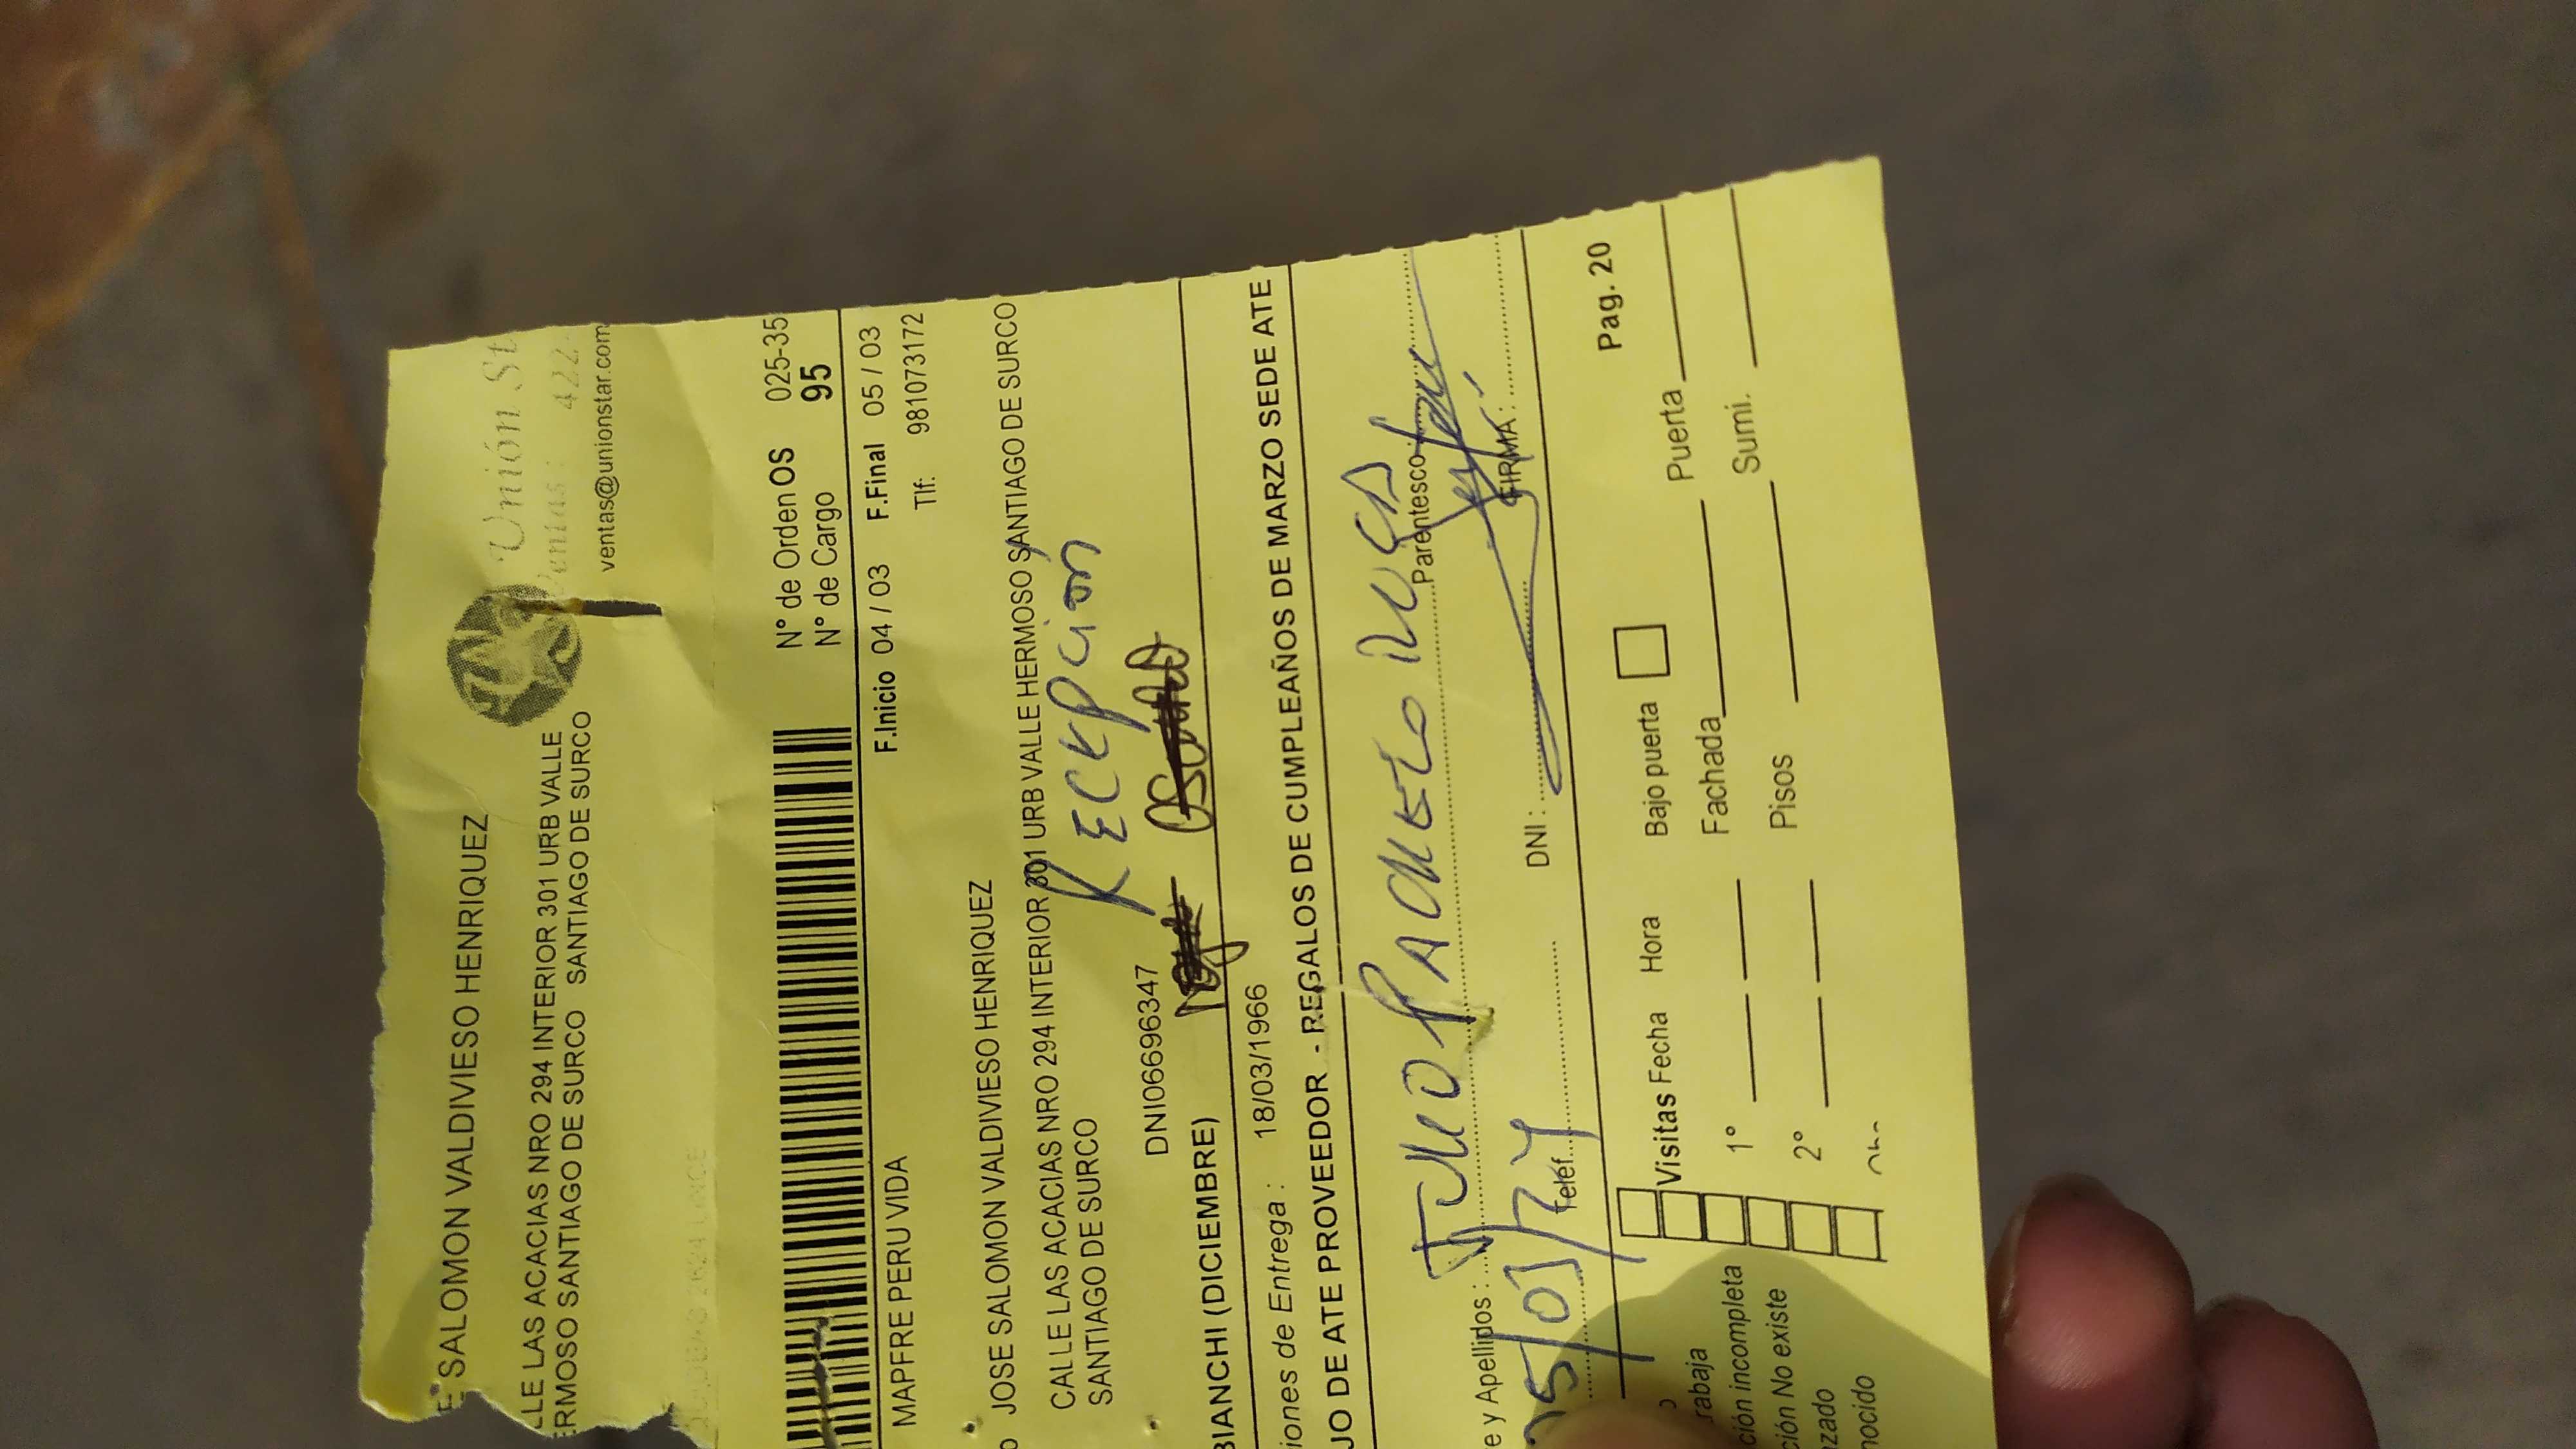 E SALOMON VALDIVIESO HENRIQUEZ
LLE LAS ACACIAS NRO 294 INTERIOR 301 URB VALLE
ERMOSO SANTIAGO DE SURCO SANTIAGO DE SURCO
Unión St
entas: 422-
ventas@unionstar.com
N° de Orden OS 025-35
N° de Cargo 95
MAPFRE PERU VIDA
F.Inicio 04 / 03 F.Final 05 / 03
Tlf: 981073172
JOSE SALOMON VALDIVIESO HENRIQUEZ
CALLE LAS ACACIAS NRO 294 INTERIOR 301 URB VALLE HERMOSO SANTIAGO DE SURCO
SANTIAGO DE SURCO
Recepción
DNI06696347
BIANCHI (DICIEMBRE)
iones de Entrega : 18/03/1966
JO DE ATE PROVEEDOR - REGALOS DE CUMPLEAÑOS DE MARZO SEDE ATE
e y Apellidos :
Parentesco
Telef. DNI : FIRMA :
Pag. 20
Visitas Fecha Hora Bajo puerta
1° Fachada Puerta
2° Pisos Sumi.
rabaja
ción incompleta
ción No existe
zado
nocido